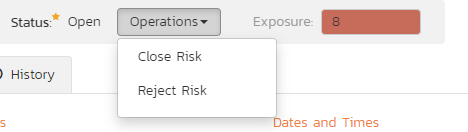 Status: Open Operations Exposure: 8
Close Risk
History
Reject Risk
Dates and Times